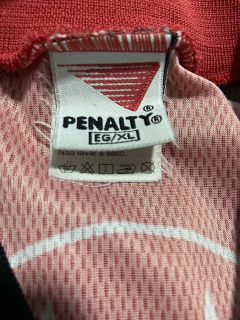 PENALTY®
EG/XL
Não lavar a seco.